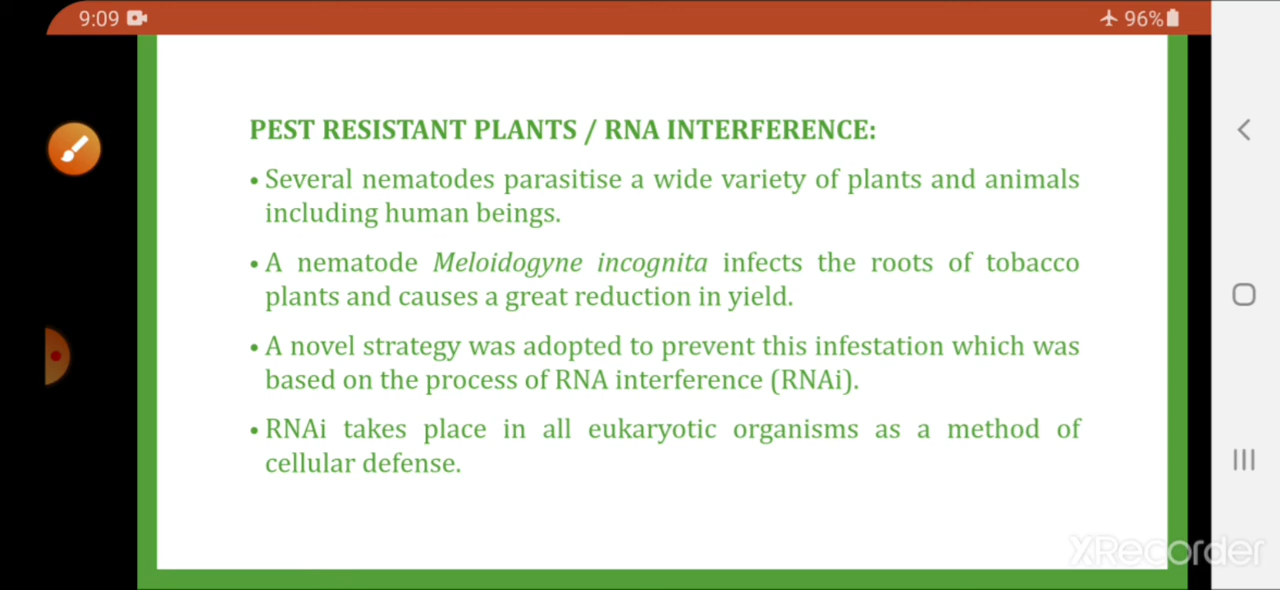 9:09
96%
PEST RESISTANT PLANTS / RNA INTERFERENCE:
• Several nematodes parasitise a wide variety of plants and animals
including human beings.
• A nematode Meloidogyne incognita infects the roots of tobacco
plants and causes a great reduction in yield.
• A novel strategy was adopted to prevent this infestation which was
based on the process of RNA interference (RNAi).
• RNAi takes place in all eukaryotic organisms as a method of
cellular defense.
XRecorder